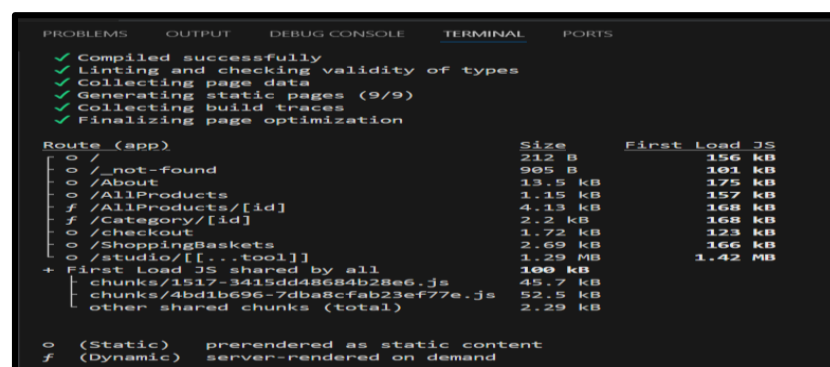 PROBLEMS OUTPUT DEBUG CONSOLE TERMINAL PORTS
✓ Compiled successfully
✓ Linting and checking validity of types
✓ Collecting page data
✓ Generating static pages (9/9)
✓ Collecting build traces
✓ Finalizing page optimization
Route (app) Size First Load JS
┌ ○ / 212 B 156 kB
├ ○ /_not-found 905 B 101 kB
├ ○ /About 13.5 kB 175 kB
├ ○ /AllProducts 1.15 kB 157 kB
├ ƒ /AllProducts/[id] 4.13 kB 168 kB
├ ƒ /Category/[id] 2.2 kB 168 kB
├ ○ /checkout 1.72 kB 123 kB
├ ○ /ShoppingBaskets 2.69 kB 166 kB
└ ○ /studio/[[...tool]] 1.29 MB 1.42 MB
+ First Load JS shared by all 100 kB
├ chunks/1517-3415dd48684b28e6.js 45.7 kB
├ chunks/4bd1b696-7dba8cfab23ef77e.js 52.5 kB
└ other shared chunks (total) 2.29 kB
○ (Static) prerendered as static content
ƒ (Dynamic) server-rendered on demand